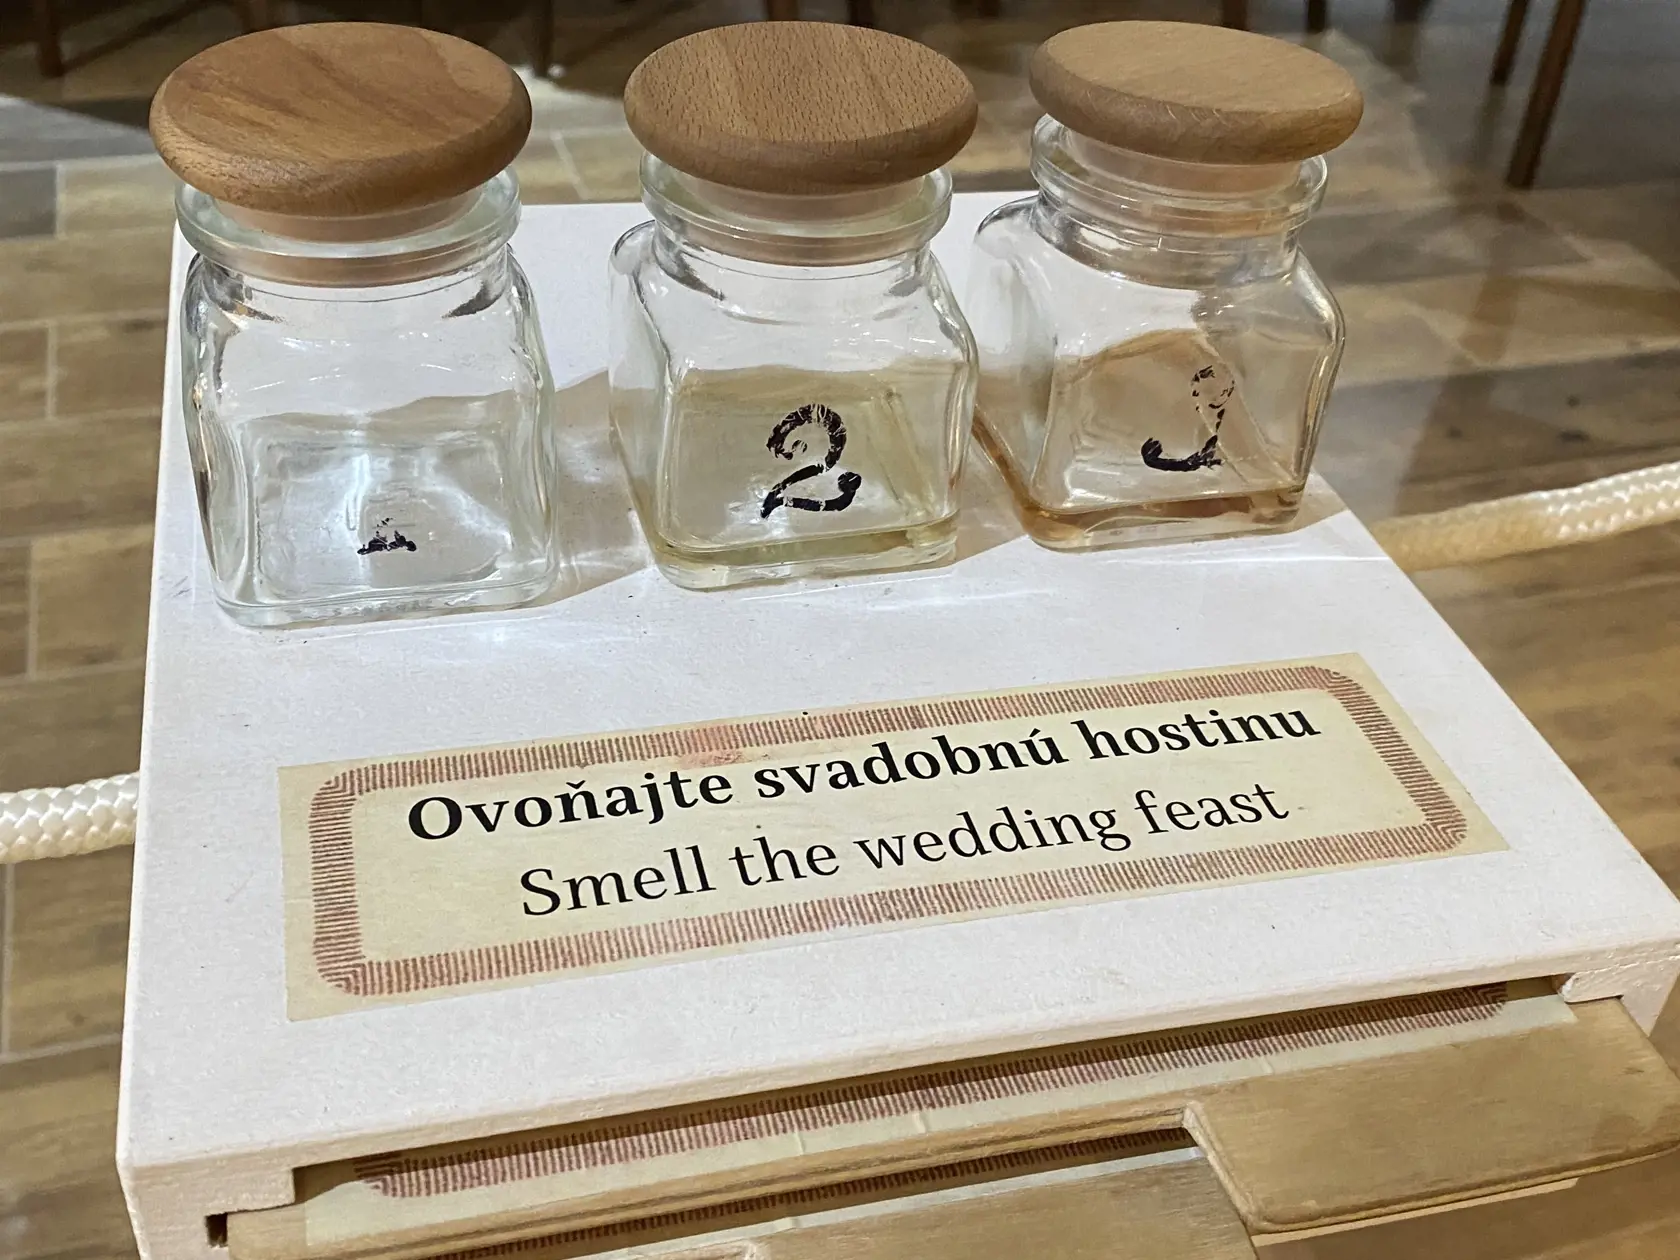 2
Ovoňajte svadobnú hostinu
Smell the wedding feast